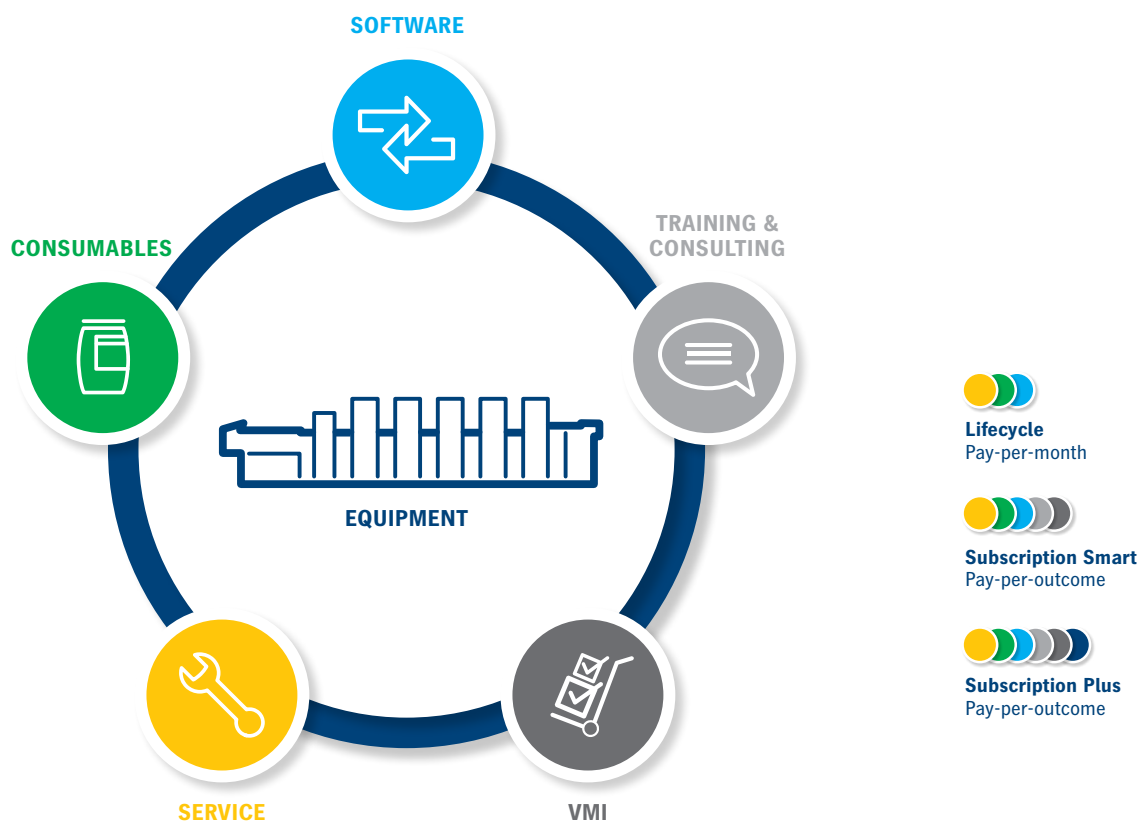 SOFTWARE
TRAINING &
CONSULTING
CONSUMABLES
EQUIPMENT
SERVICE
VMI
Lifecycle
Pay-per-month
Subscription Smart
Pay-per-outcome
Subscription Plus
Pay-per-outcome